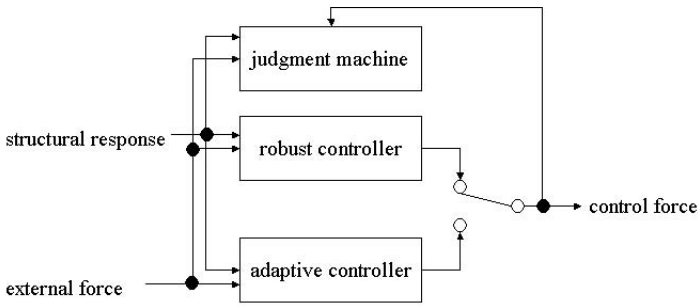 judgment machine
structural response
robust controller
control force
adaptive controller
external force